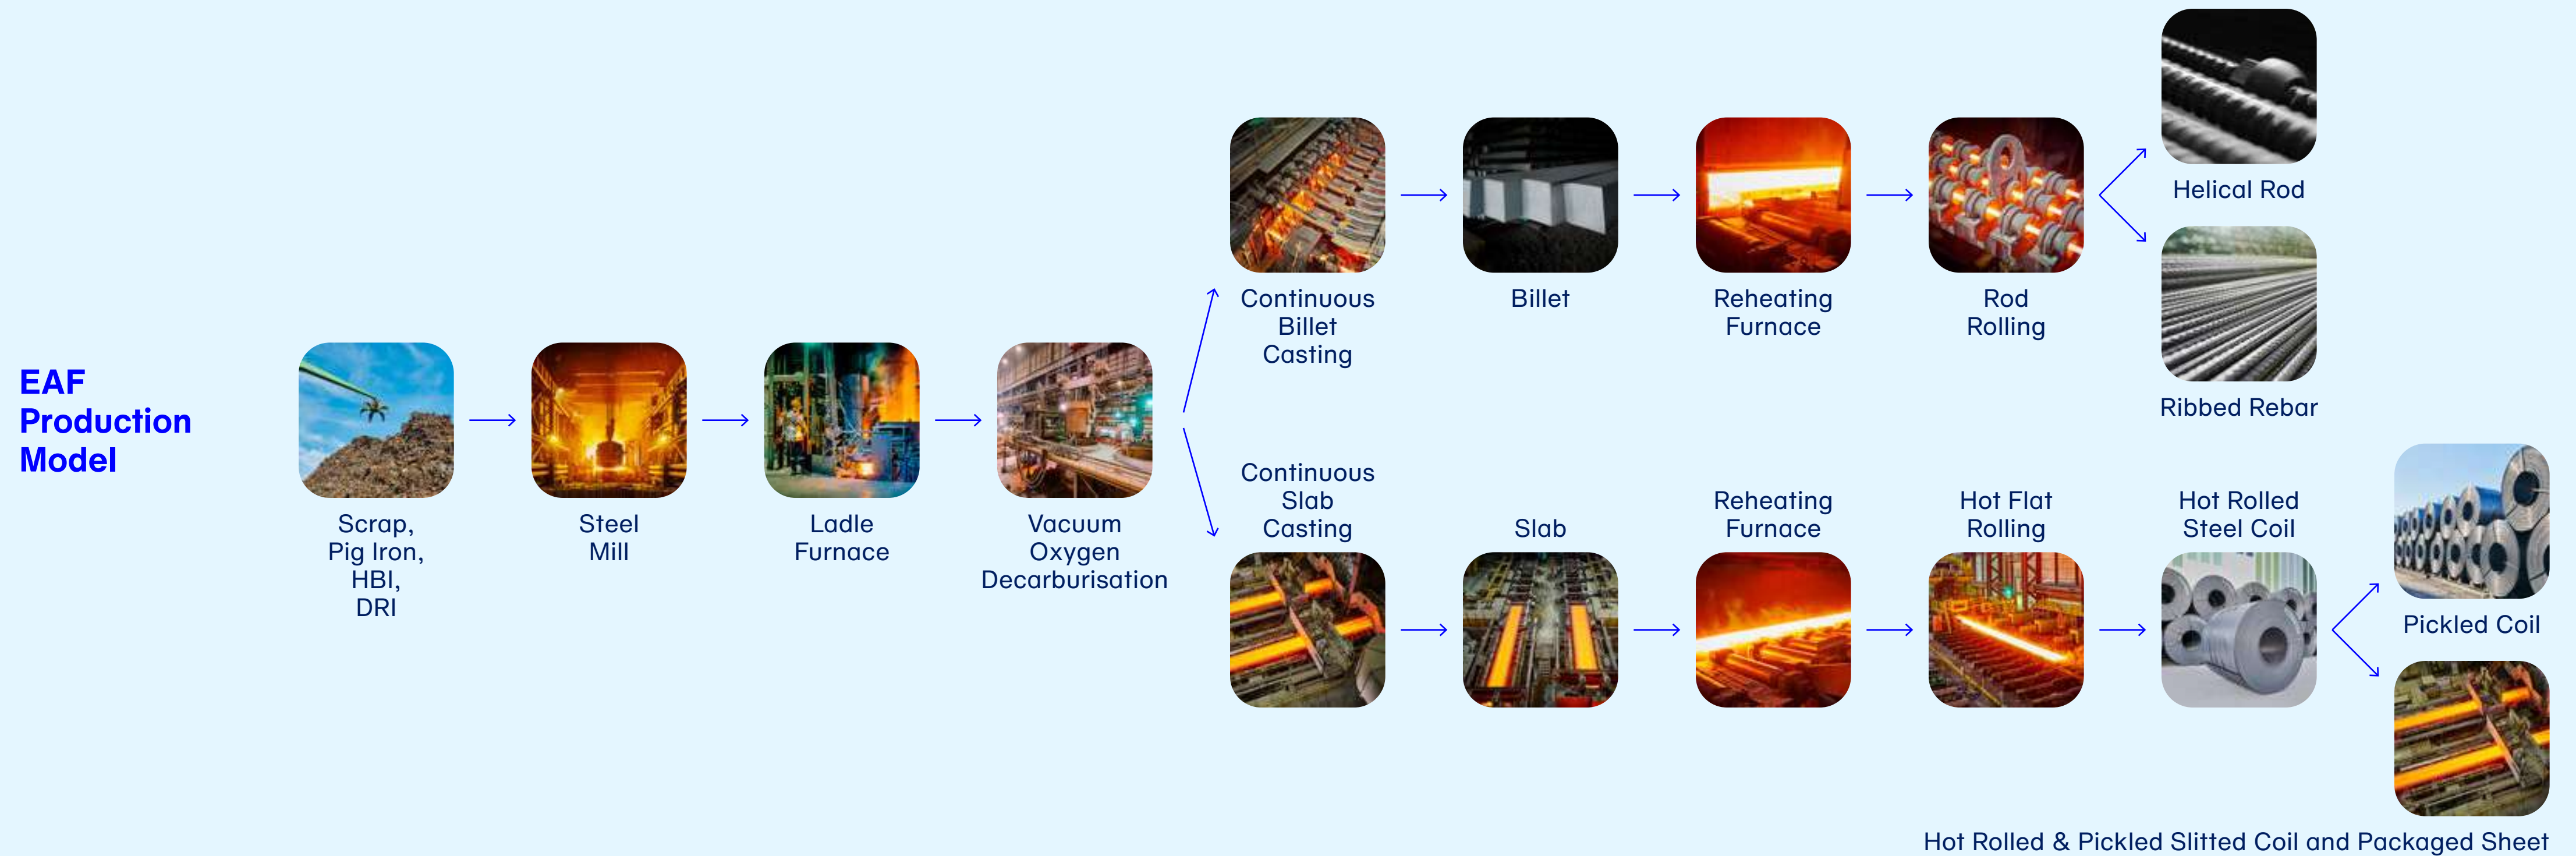 EAF
Production
Model
Scrap,
Pig Iron,
HBI,
DRI
Steel
Mill
Ladle
Furnace
Vacuum
Oxygen
Decarburisation
Continuous
Billet
Casting
Billet
Reheating
Furnace
Rod
Rolling
Helical Rod
Ribbed Rebar
Continuous
Slab
Casting
Slab
Reheating
Furnace
Hot Flat
Rolling
Hot Rolled
Steel Coil
Pickled Coil
Hot Rolled & Pickled Slitted Coil and Packaged Sheet